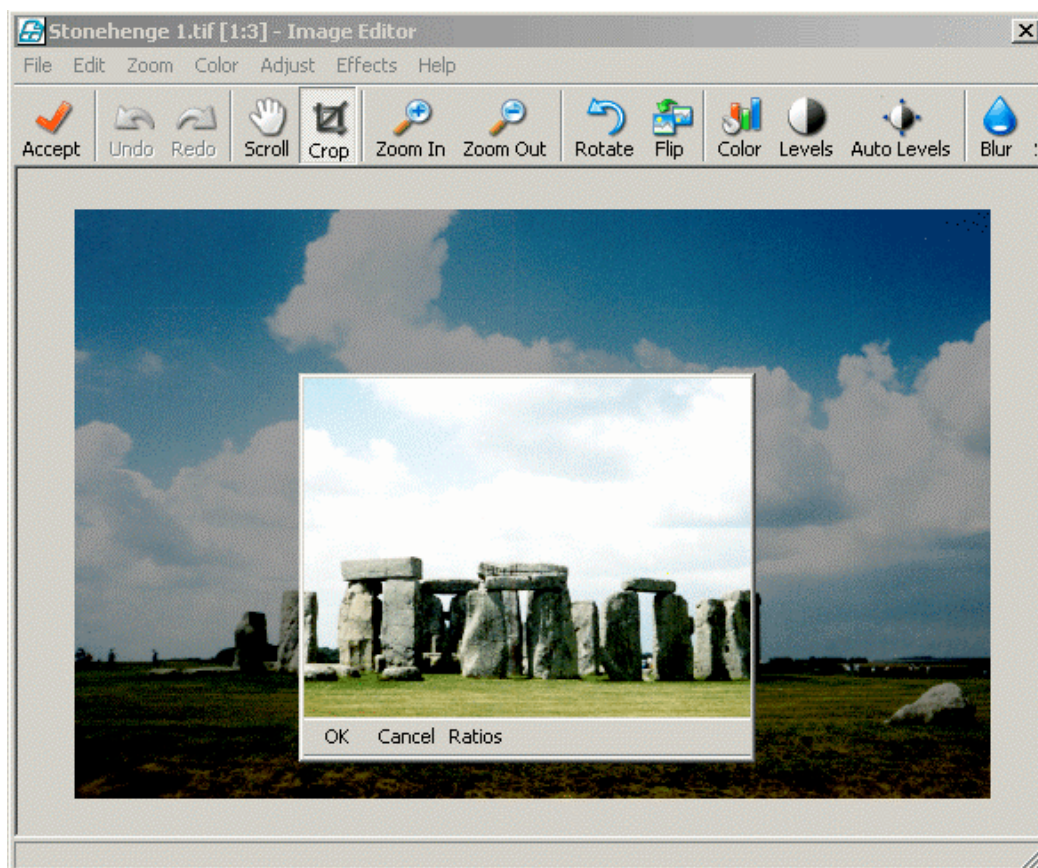 Stonehenge 1.tif [1:3] - Image Editor
File Edit Zoom Color Adjust Effects Help
Accept Undo Redo Scroll Crop Zoom In Zoom Out Rotate Flip Color Levels Auto Levels Blur
OK Cancel Ratios